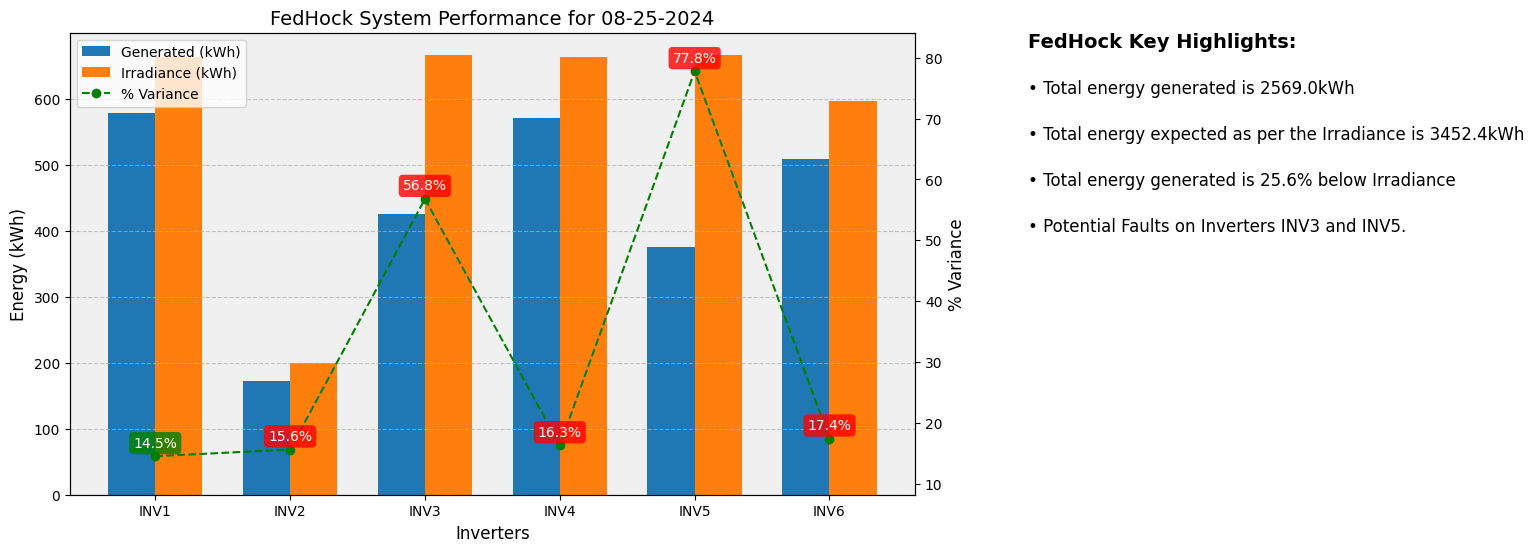 FedHock System Performance for 08-25-2024
Generated (kWh)
Irradiance (kWh)
% Variance
Energy (kWh)
600
500
400
300
200
100
0
14.5%
15.6%
56.8%
16.3%
77.8%
17.4%
80
70
60
50
40
30
20
10
% Variance
INV1
INV2
INV3
INV4
INV5
INV6
Inverters
FedHock Key Highlights:
• Total energy generated is 2569.0kWh
• Total energy expected as per the Irradiance is 3452.4kWh
• Total energy generated is 25.6% below Irradiance
• Potential Faults on Inverters INV3 and INV5.